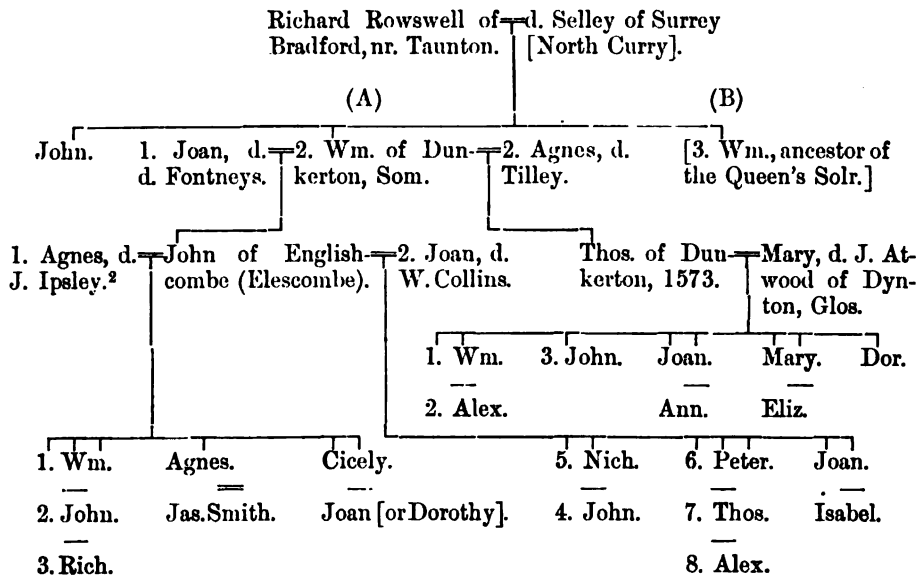 Richard Rowswell of d. Selley of Surrey
Bradford, nr. Taunton. [North Curry].
(A) (B)
John. 1. Joan, d. 2. Wm. of Dun- 2. Agnes, d. [3. Wm., ancestor of
d. Fontneys. kerton, Som. Tilley. the Queen's Solr.]
1. Agnes, d. John of English- 2. Joan, d. Thos. of Dun- Mary, d. J. At-
J. Ipsley.² combe (Elescombe). W. Collins. kerton, 1573. wood of Dyn-
ton, Glos.
1. Wm. 3. John. Joan. Mary. Dor.
2. Alex. Ann. Eliz.
1. Wm. Agnes. Cicely. 5. Nich. 6. Peter. Joan.
2. John. Jas. Smith. Joan [or Dorothy]. 4. John. 7. Thos. Isabel.
3. Rich. 8. Alex.